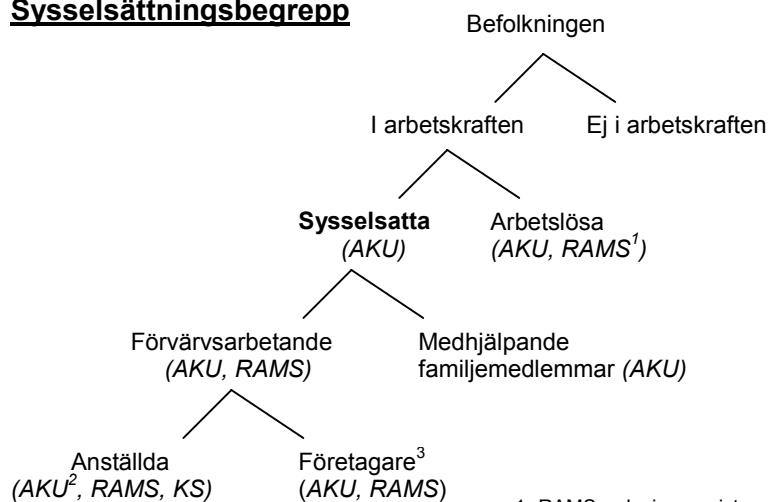 Sysselsättningsbegrepp
Befolkningen
I arbetskraften
Ej i arbetskraften
Sysselsatta
(AKU)
Arbetslösa
(AKU, RAMS¹)
Förvärvsarbetande
(AKU, RAMS)
Medhjälpande
familjemedlemmar (AKU)
Anställda
(AKU², RAMS, KS)
Företagare³
(AKU, RAMS)